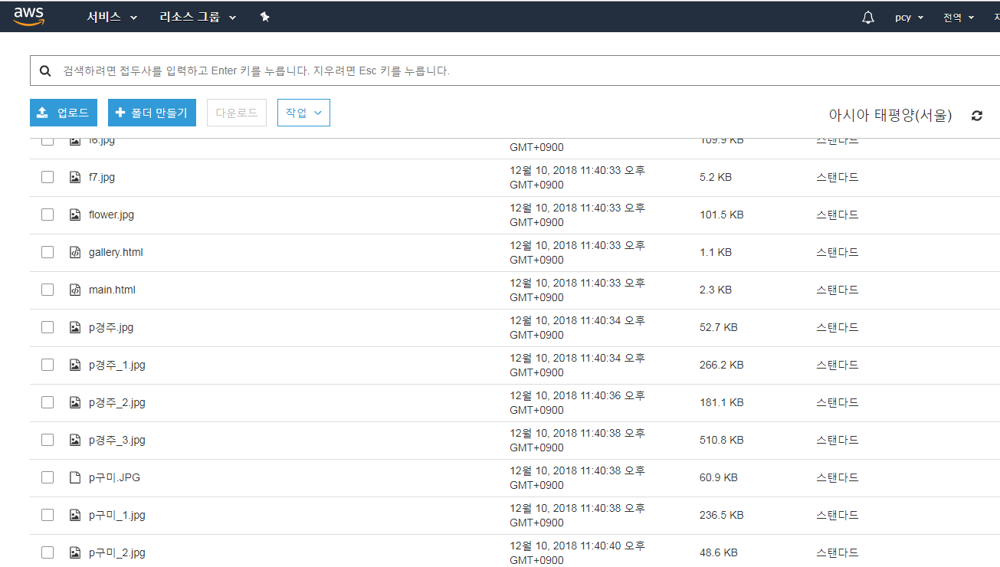 aws 서비스 리소스 그룹 pcy 전역
검색하려면 접두사를 입력하고 Enter 키를 누릅니다. 지우려면 Esc 키를 누릅니다.
업로드 폴더 만들기 다운로드 작업 아시아 태평양(서울)
f6.jpg 109.9 KB 스탠다드
GMT+0900
12월 10, 2018 11:40:33 오후
f7.jpg 5.2 KB 스탠다드
GMT+0900
12월 10, 2018 11:40:33 오후
flower.jpg 101.5 KB 스탠다드
GMT+0900
12월 10, 2018 11:40:33 오후
gallery.html 1.1 KB 스탠다드
GMT+0900
12월 10, 2018 11:40:33 오후
main.html 2.3 KB 스탠다드
GMT+0900
12월 10, 2018 11:40:34 오후
p경주.jpg 52.7 KB 스탠다드
GMT+0900
12월 10, 2018 11:40:34 오후
p경주_1.jpg 266.2 KB 스탠다드
GMT+0900
12월 10, 2018 11:40:36 오후
p경주_2.jpg 181.1 KB 스탠다드
GMT+0900
12월 10, 2018 11:40:38 오후
p경주_3.jpg 510.8 KB 스탠다드
GMT+0900
12월 10, 2018 11:40:38 오후
p구미.JPG 60.9 KB 스탠다드
GMT+0900
12월 10, 2018 11:40:38 오후
p구미_1.jpg 236.5 KB 스탠다드
GMT+0900
12월 10, 2018 11:40:40 오후
p구미_2.jpg 48.6 KB 스탠다드
GMT+0900